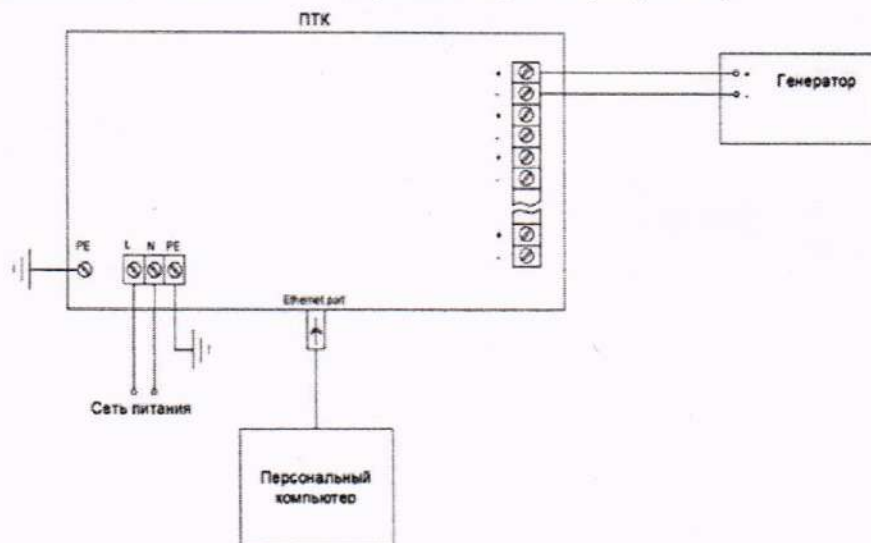 ПТК
+
-
+
-
+
-
+
-
+
-
Генератор
PE
L N PE
Ethernet port
Сеть питания
Персональный
компьютер